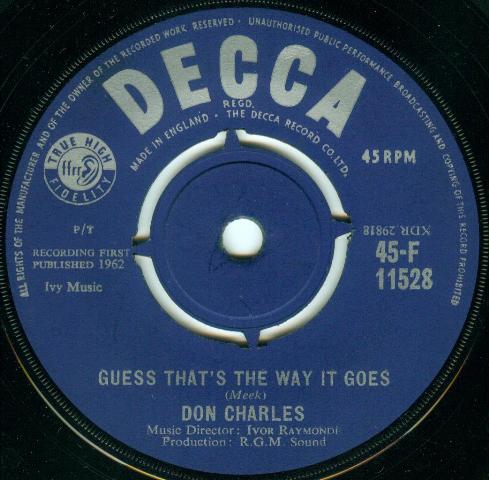 ALL RIGHTS OF THE MANUFACTURER AND OF THE OWNER OF THE RECORDED WORK RESERVED · UNAUTHORISED PUBLIC PERFORMANCE BROADCASTING AND COPYING OF THIS RECORD PROHIBITED
DECCA
REGD.
MADE IN ENGLAND · THE DECCA RECORD CO. LTD.
TRUE HIGH
ffrr
FIDELITY
45 RPM
P/T
RECORDING FIRST
PUBLISHED 1962
Ivy Music
XDR 29818
45-F
11528
GUESS THAT'S THE WAY IT GOES
(Meek)
DON CHARLES
Music Director: IVOR RAYMONDE
Production: R.G.M. Sound